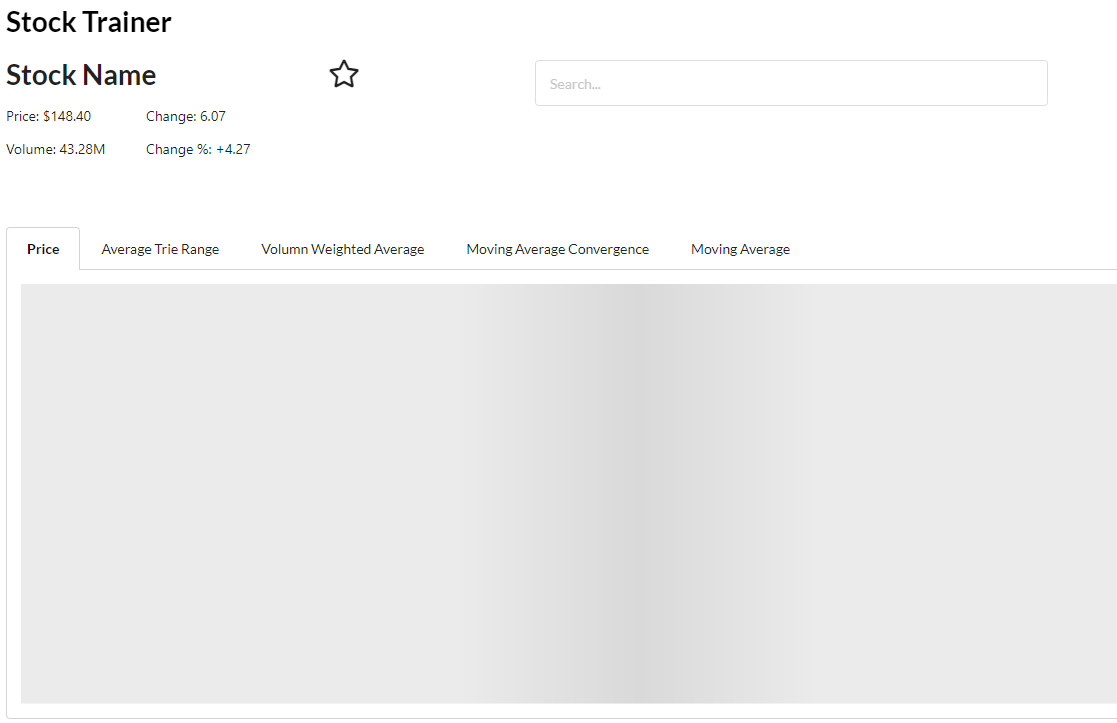 Stock Trainer
Stock Name
Search...
Price: $148.40 Change: 6.07
Volume: 43.28M Change %: +4.27
Price Average Trie Range Volumn Weighted Average Moving Average Convergence Moving Average